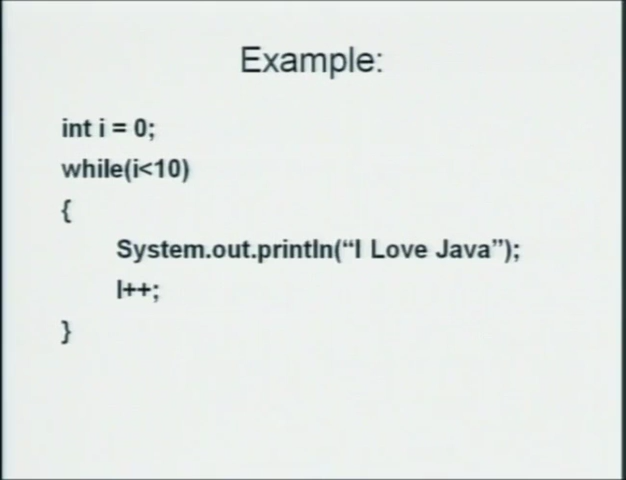 Example:
int i = 0;
while(i<10)
{
System.out.println(“I Love Java”);
I++;
}